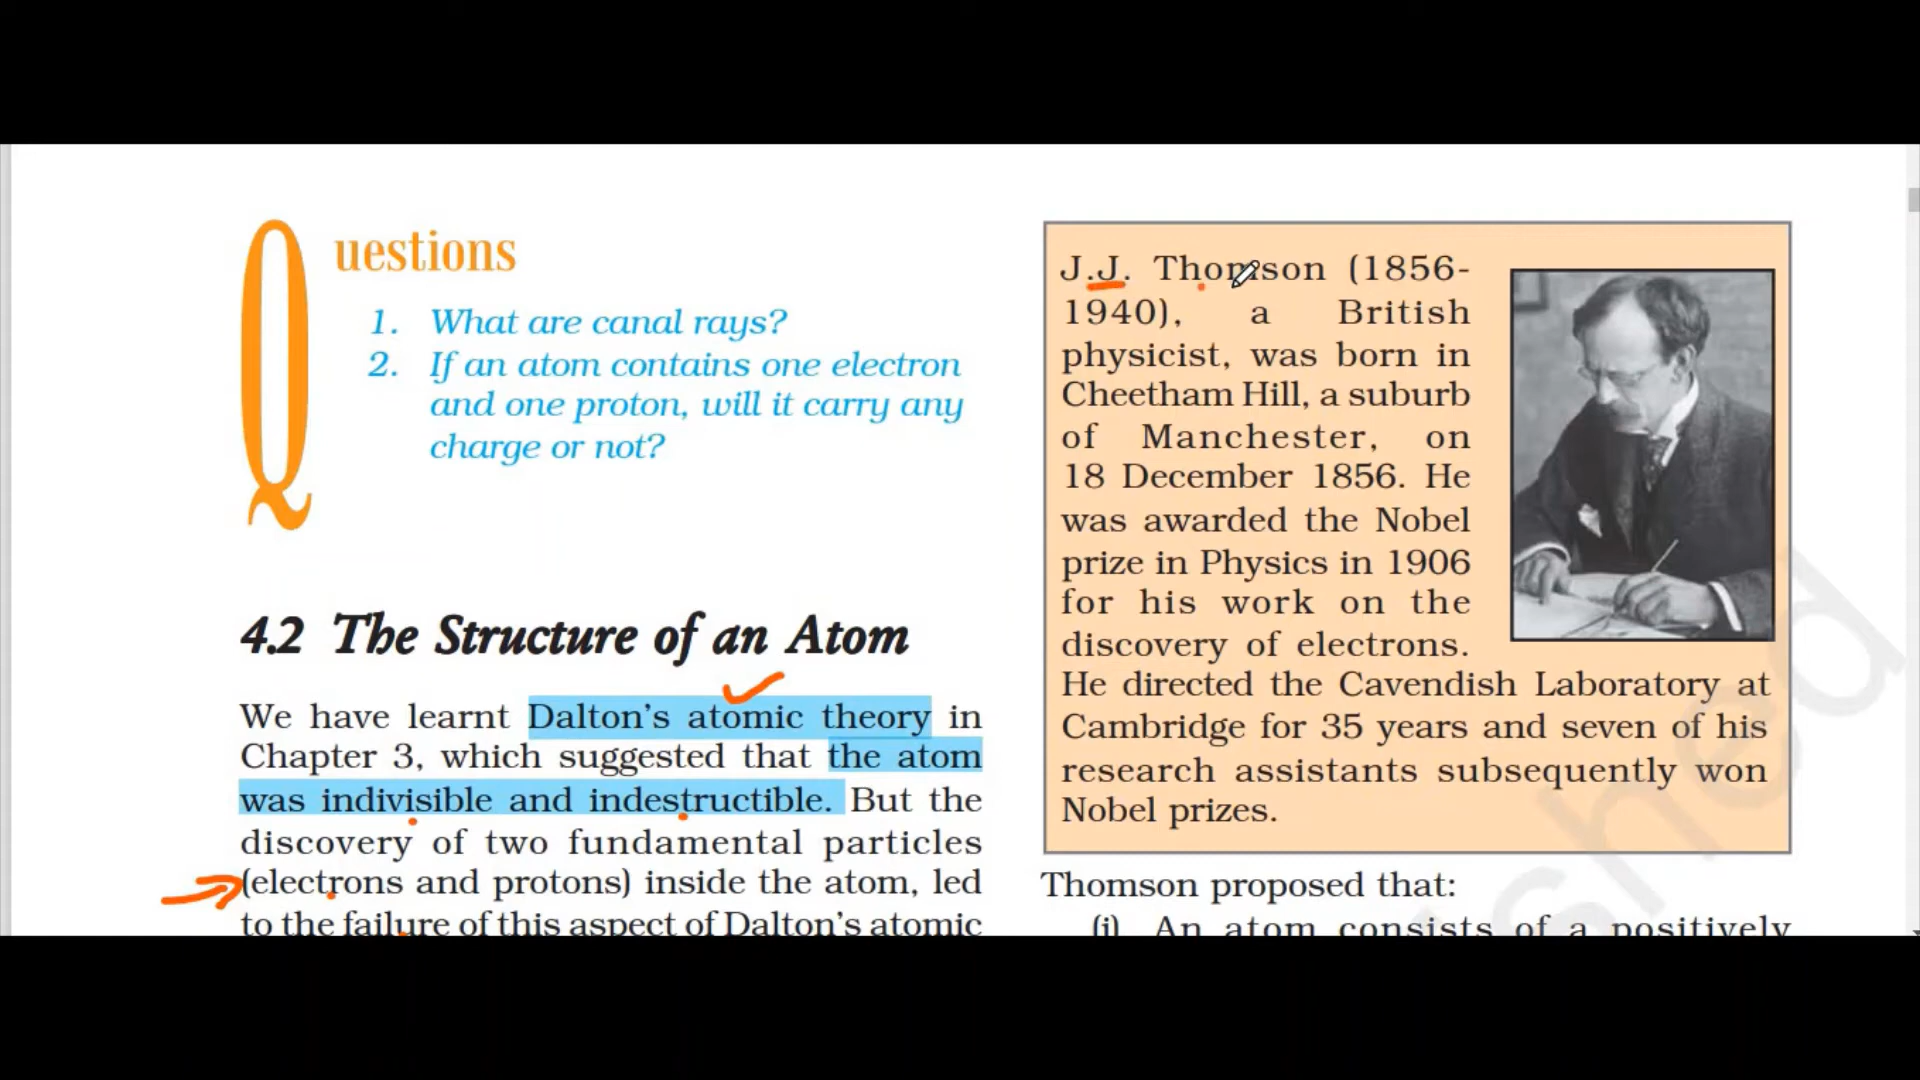 Questions
1. What are canal rays?
2. If an atom contains one electron
and one proton, will it carry any
charge or not?
4.2 The Structure of an Atom
We have learnt Dalton's atomic theory in
Chapter 3, which suggested that the atom
was indivisible and indestructible. But the
discovery of two fundamental particles
(electrons and protons) inside the atom, led
to the failure of this aspect of Dalton's atomic
J.J. Thomson (1856-
1940), a British
physicist, was born in
Cheetham Hill, a suburb
of Manchester, on
18 December 1856. He
was awarded the Nobel
prize in Physics in 1906
for his work on the
discovery of electrons.
He directed the Cavendish Laboratory at
Cambridge for 35 years and seven of his
research assistants subsequently won
Nobel prizes.
Thomson proposed that:
(i) An atom consists of a positively
shed